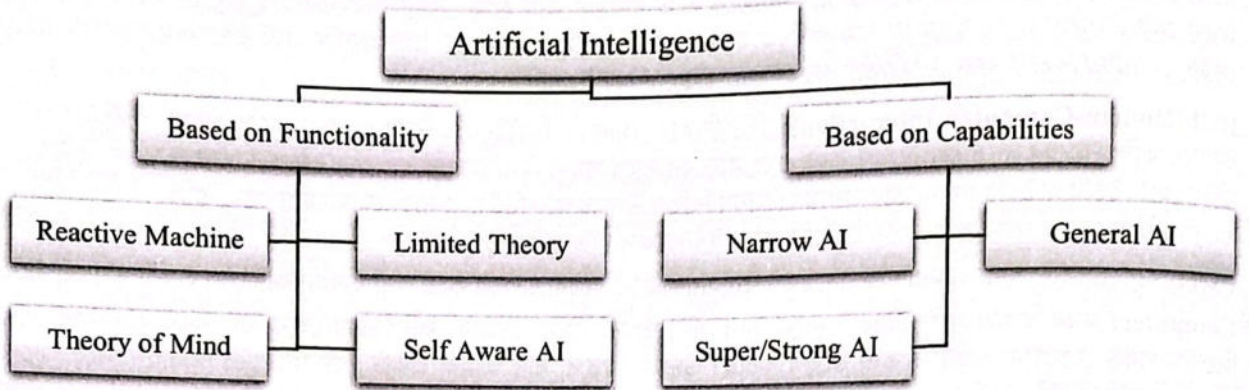 Artificial Intelligence
Based on Functionality
Based on Capabilities
Reactive Machine
Limited Theory
Narrow AI
General AI
Theory of Mind
Self Aware AI
Super/Strong AI